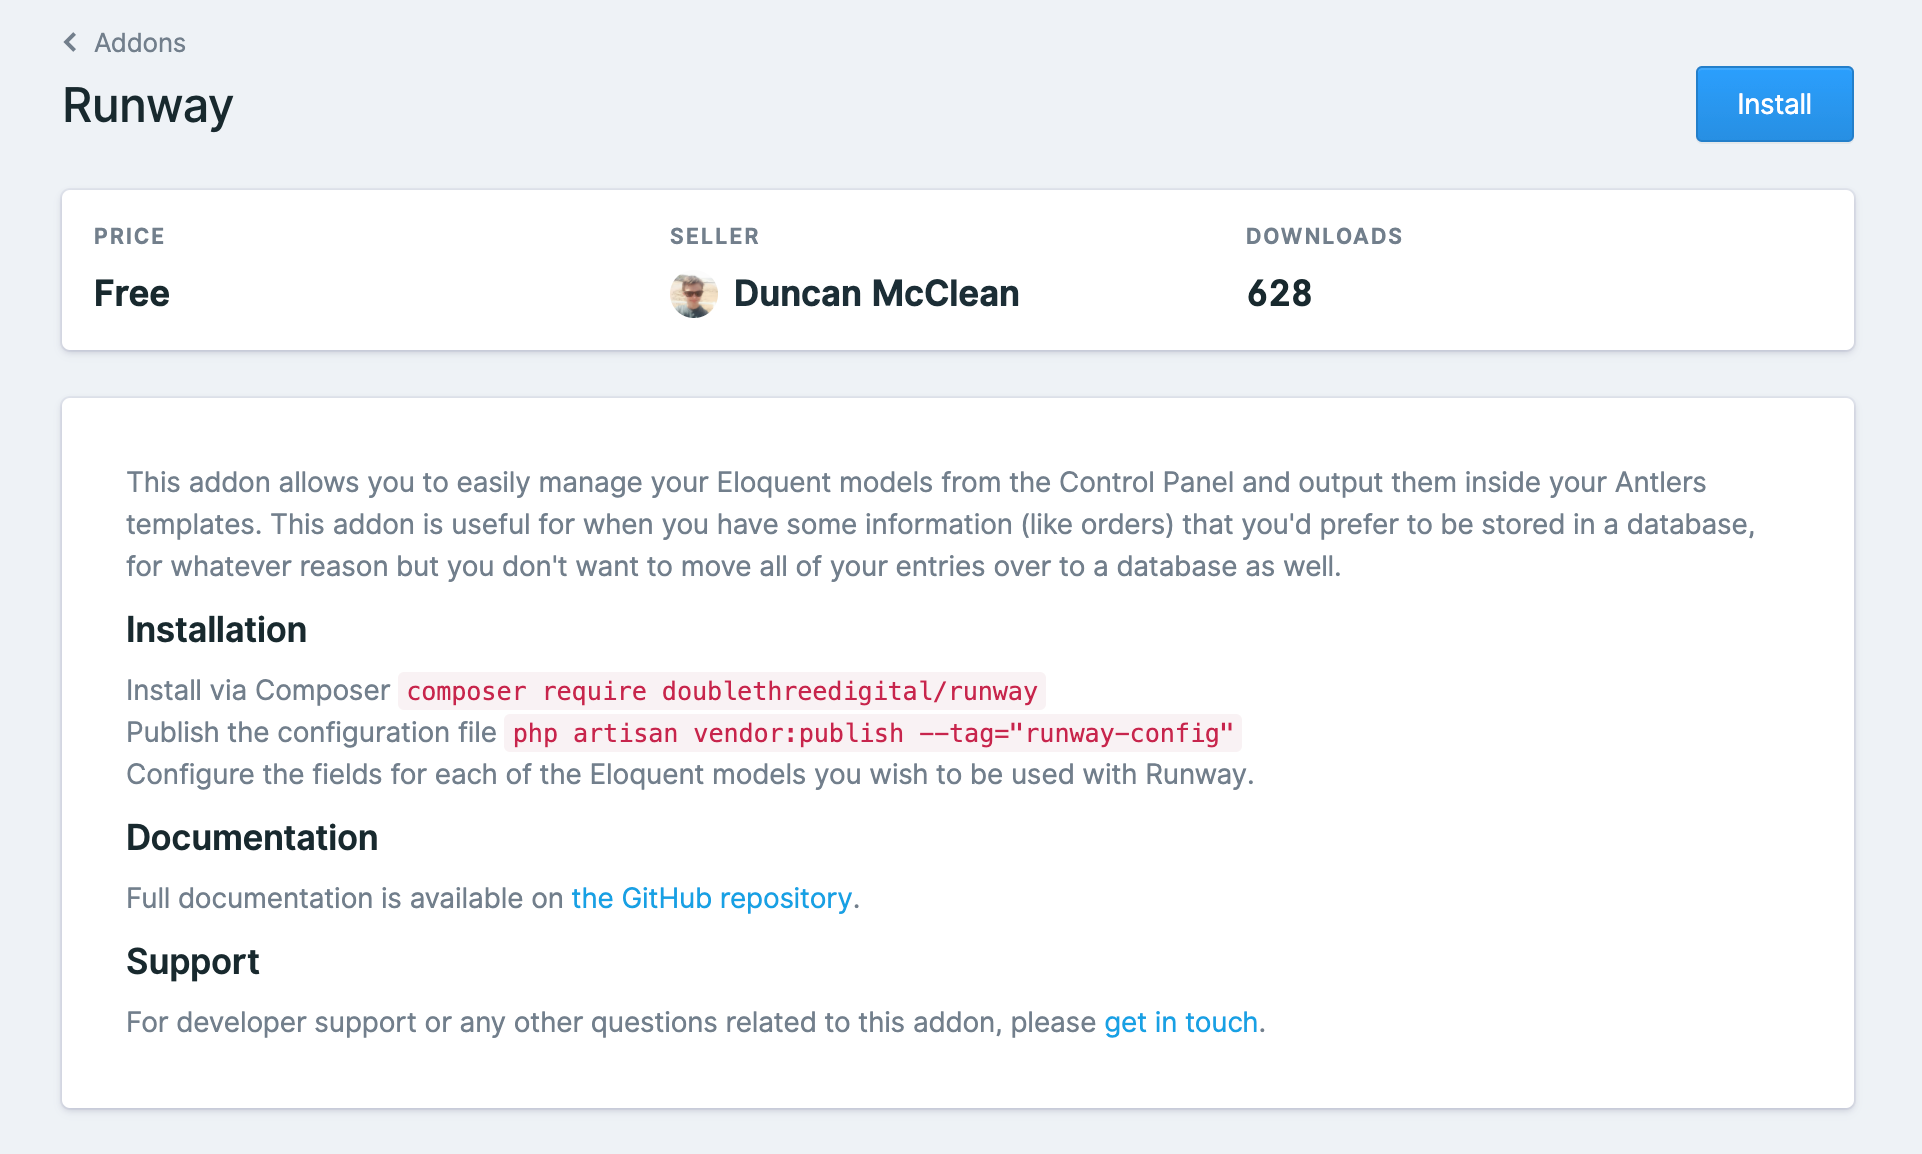 Addons
Runway
Install
PRICE
Free
SELLER
Duncan McClean
DOWNLOADS
628
This addon allows you to easily manage your Eloquent models from the Control Panel and output them inside your Antlers
templates. This addon is useful for when you have some information (like orders) that you'd prefer to be stored in a database,
for whatever reason but you don't want to move all of your entries over to a database as well.
Installation
Install via Composer composer require doublethreedigital/runway
Publish the configuration file php artisan vendor:publish --tag="runway-config"
Configure the fields for each of the Eloquent models you wish to be used with Runway.
Documentation
Full documentation is available on the GitHub repository.
Support
For developer support or any other questions related to this addon, please get in touch.